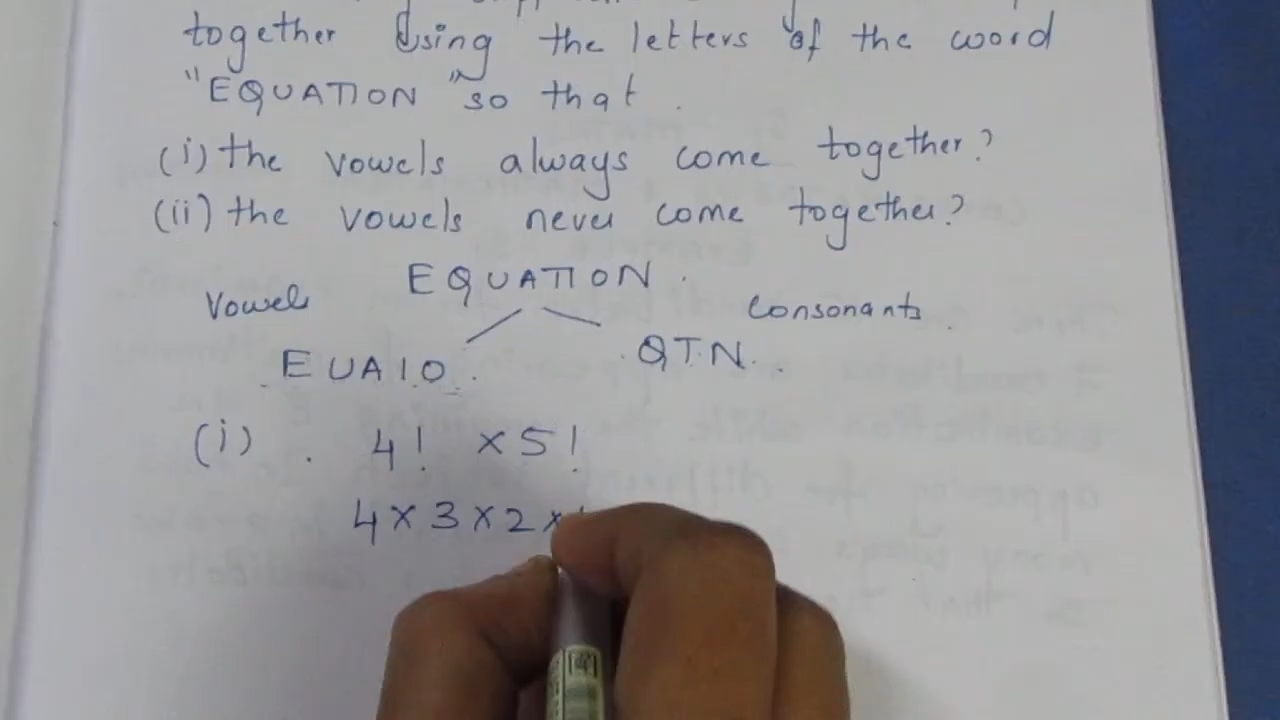 together using the letters of the word
"EQUATION" so that.
(i) the vowels always come together?
(ii) the vowels never come together?
EQUATION.
Vowels
Consonants.
EUAIO.
QTN.
(i). 4! × 5!
4 × 3 × 2 ×